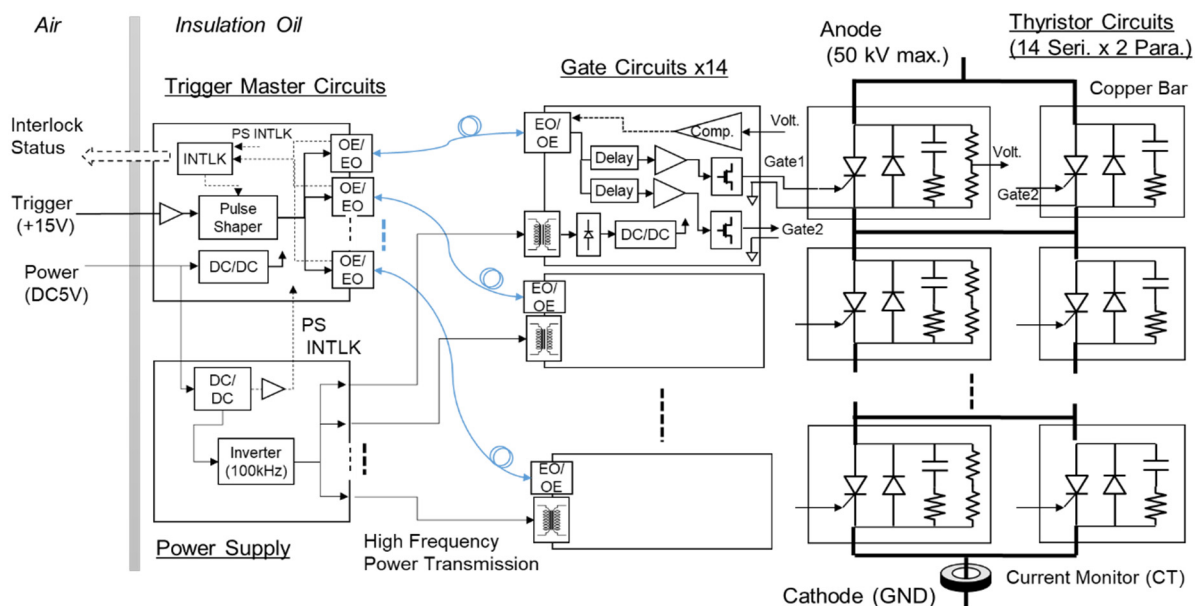 Air
Insulation Oil
Trigger Master Circuits
Interlock
Status
PS INTLK
INTLK
OE/
EO
OE/
EO
OE/
EO
Trigger
(+15V)
Pulse
Shaper
DC/DC
Power
(DC5V)
PS
INTLK
DC/
DC
Inverter
(100kHz)
Power Supply
High Frequency
Power Transmission
Gate Circuits x14
EO/
OE
Comp.
Volt.
Delay
Delay
Gate1
DC/DC
Gate2
EO/
OE
EO/
OE
Anode
(50 kV max.)
Thyristor Circuits
(14 Seri. x 2 Para.)
Copper Bar
Volt.
Gate2
Cathode (GND)
Current Monitor (CT)